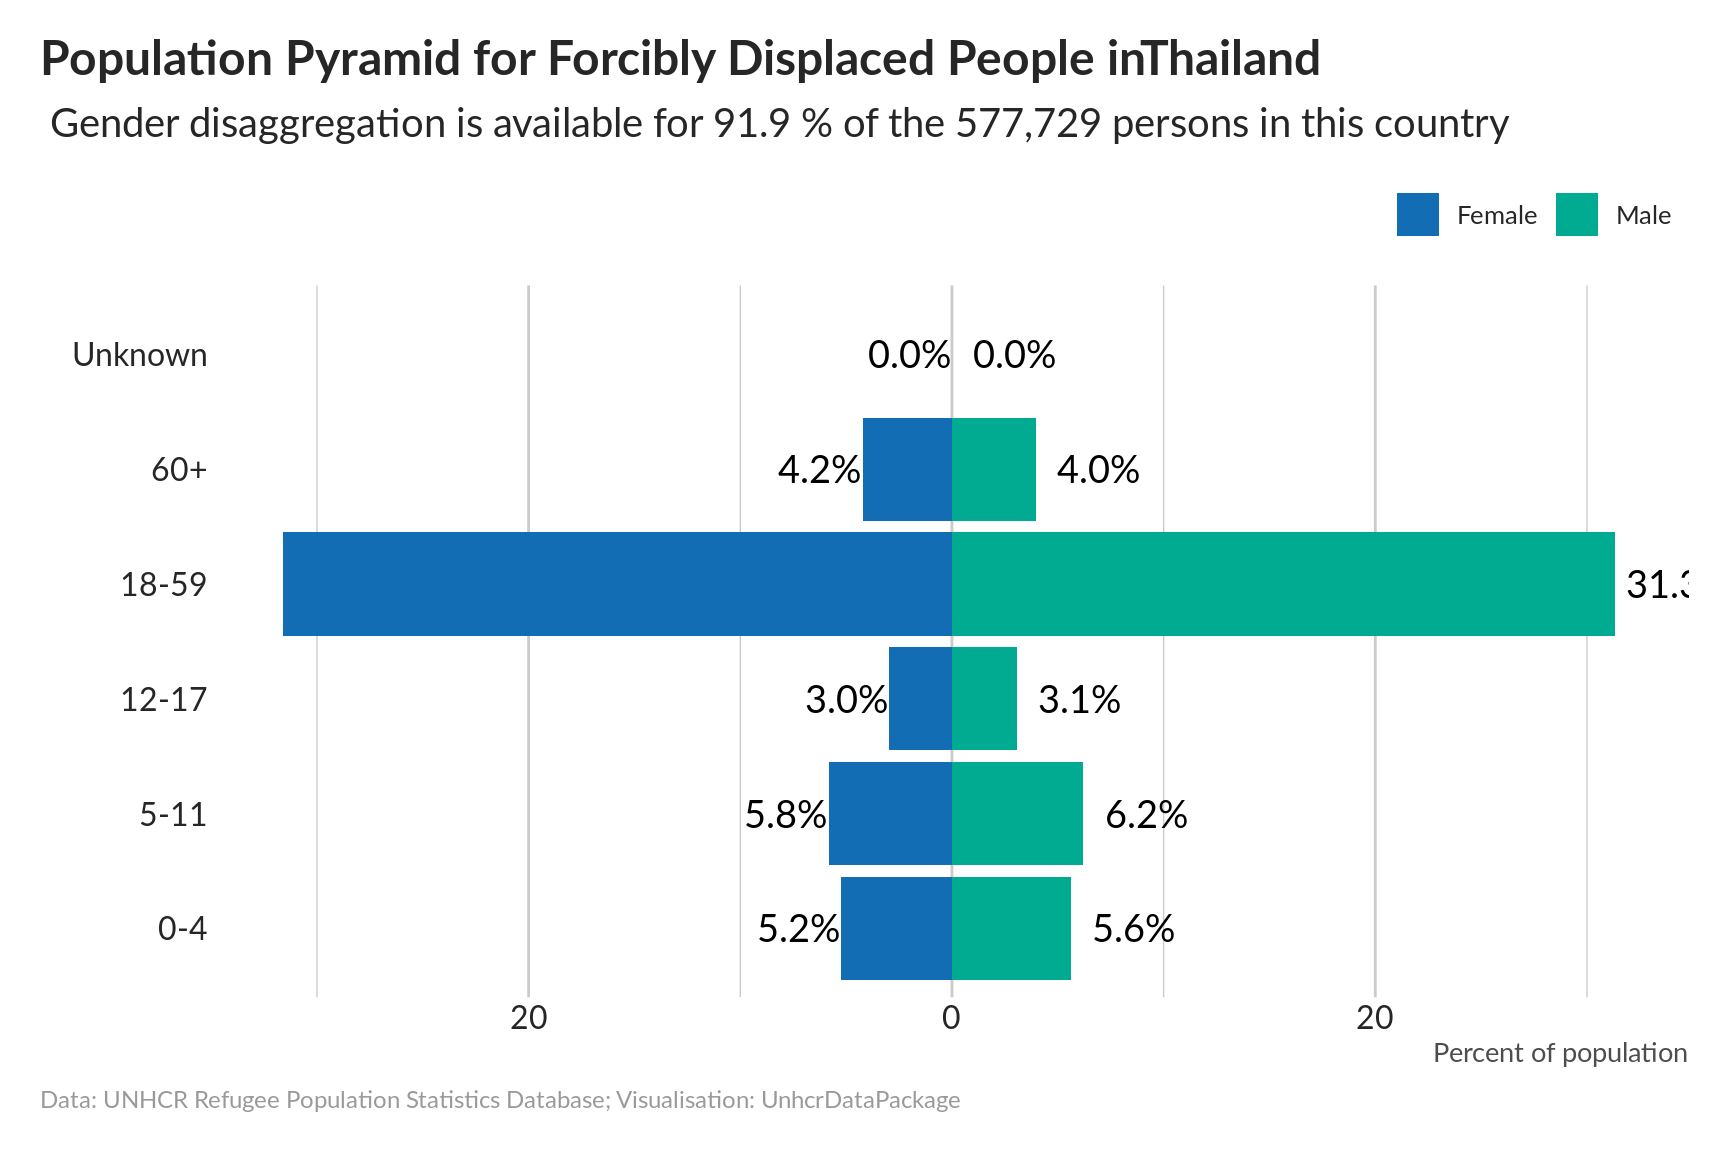 Population Pyramid for Forcibly Displaced People inThailand
Gender disaggregation is available for 91.9 % of the 577,729 persons in this country
Female Male
Unknown 0.0% 0.0%
60+ 4.2% 4.0%
18-59 31.3
12-17 3.0% 3.1%
5-11 5.8% 6.2%
0-4 5.2% 5.6%
20 0 20
Percent of population
Data: UNHCR Refugee Population Statistics Database; Visualisation: UnhcrDataPackage